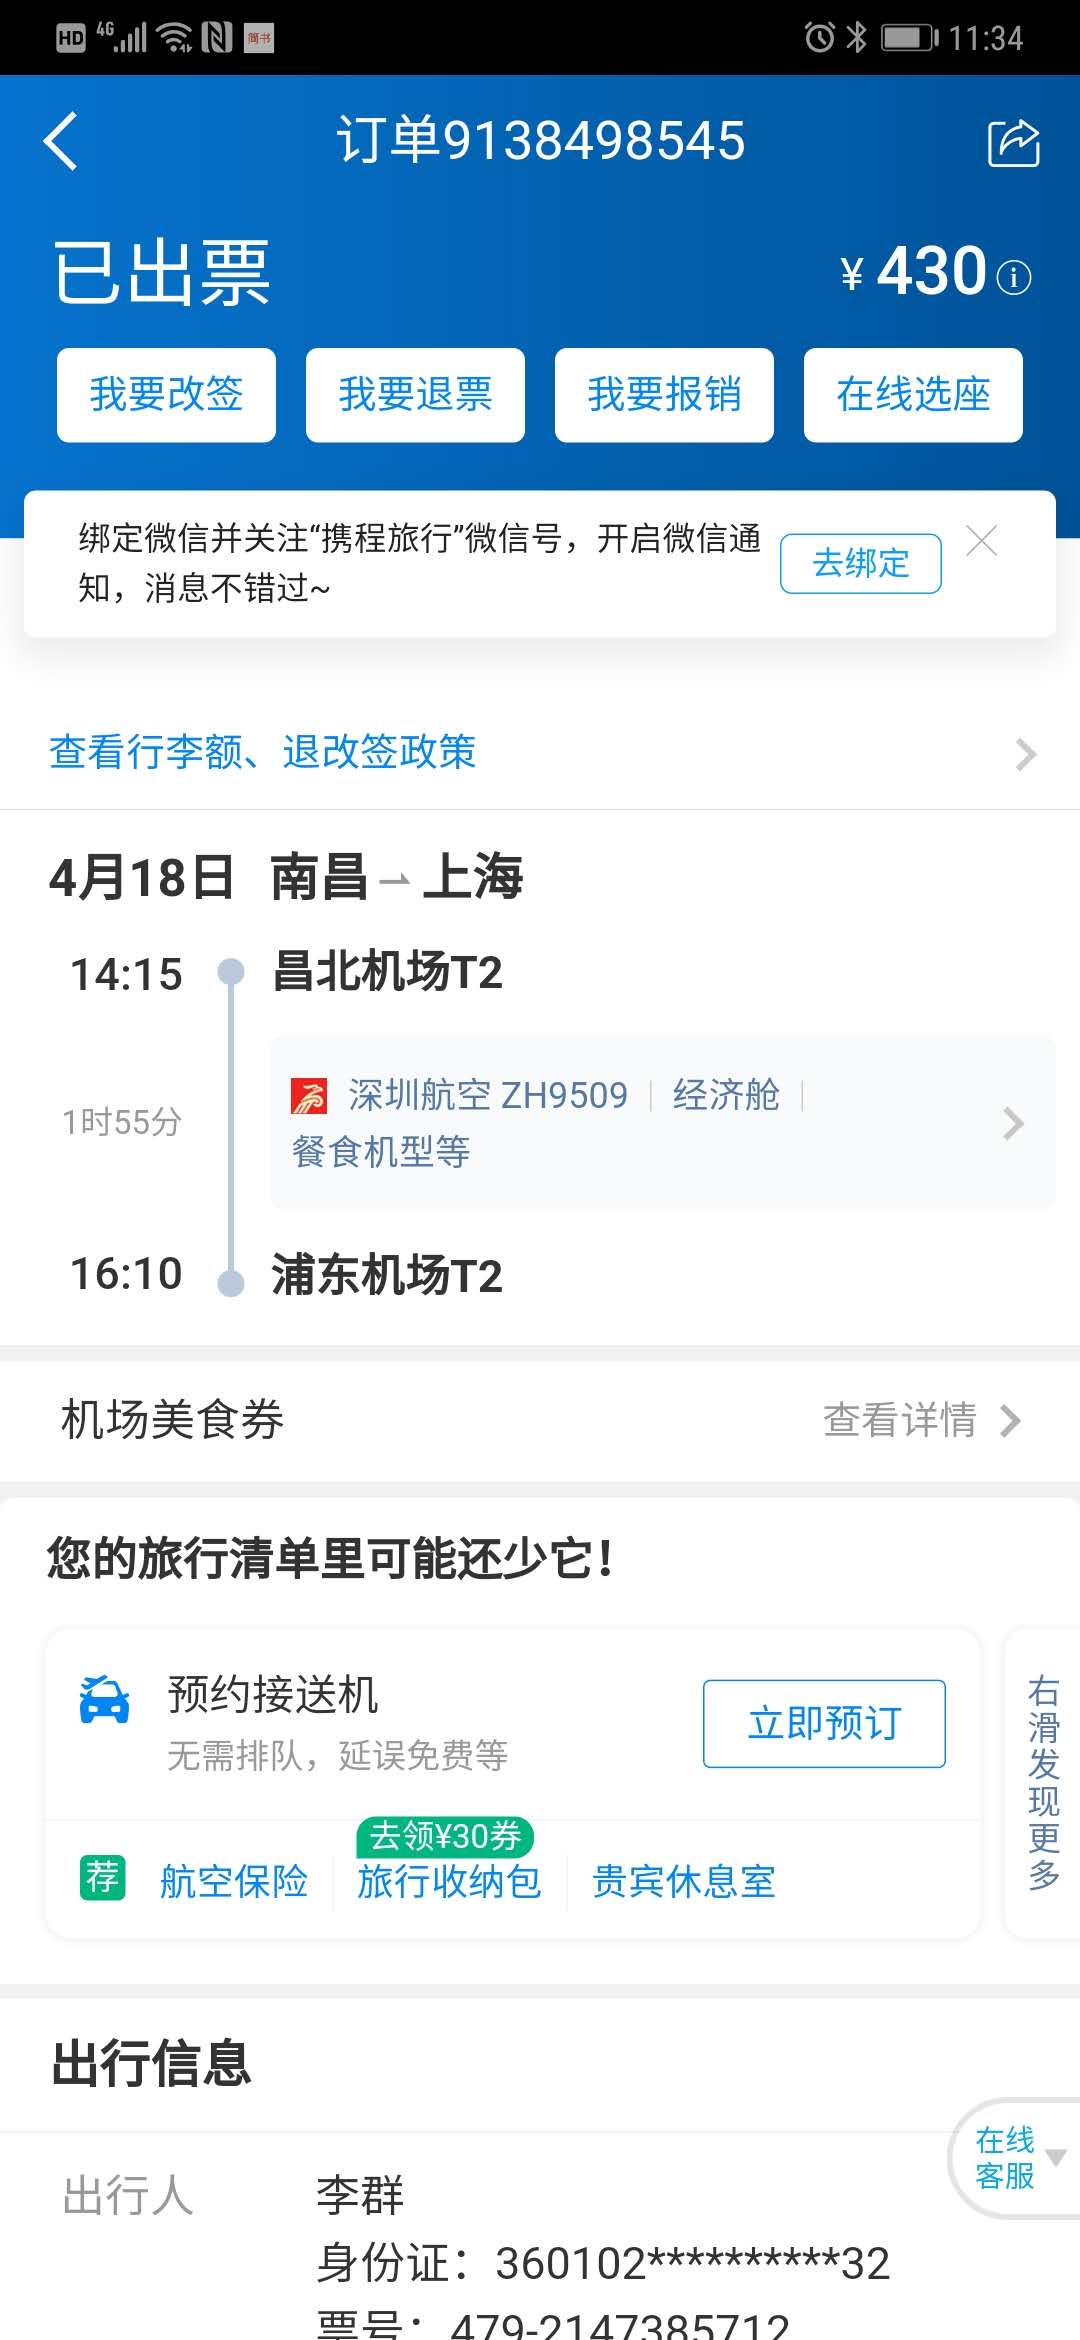 HD 4G 简书 11:34
订单9138498545
已出票 ¥430
我要改签 我要退票 我要报销 在线选座
绑定微信并关注“携程旅行”微信号，开启微信通
知，消息不错过~
去绑定
查看行李额、退改签政策
4月18日 南昌 上海
14:15 昌北机场T2
深圳航空 ZH9509 经济舱
1时55分
餐食机型等
16:10 浦东机场T2
机场美食券 查看详情
您的旅行清单里可能还少它！
预约接送机
无需排队，延误免费等
立即预订
右滑发现更多
去领¥30券
荐 航空保险 旅行收纳包 贵宾休息室
出行信息
在线
客服
出行人 李群
身份证：360102**********32
票号：479-2147385712